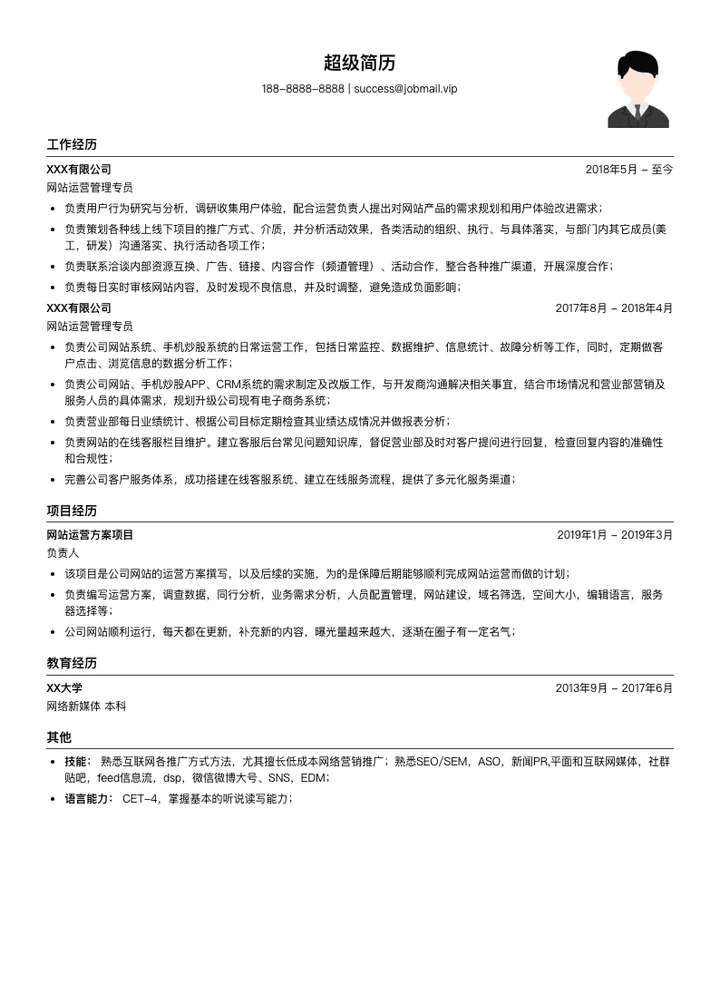 超级简历
188-8888-8888 | success@jobmail.vip
工作经历
XXX有限公司 2018年5月 – 至今
网站运营管理专员
• 负责用户行为研究与分析，调研收集用户体验，配合运营负责人提出对网站产品的需求规划和用户体验改进需求；
• 负责策划各种线上线下项目的推广方式、介质，并分析活动效果，各类活动的组织、执行、与具体落实，与部门内其它成员(美
工，研发）沟通落实、执行活动各项工作；
• 负责联系洽谈内部资源互换、广告、链接、内容合作（频道管理）、活动合作，整合各种推广渠道，开展深度合作；
• 负责每日实时审核网站内容，及时发现不良信息，并及时调整，避免造成负面影响；
XXX有限公司 2017年8月 – 2018年4月
网站运营管理专员
• 负责公司网站系统、手机炒股系统的日常运营工作，包括日常监控、数据维护、信息统计、故障分析等工作，同时，定期做客
户点击、浏览信息的数据分析工作；
• 负责公司网站、手机炒股APP、CRM系统的需求制定及改版工作，与开发商沟通解决相关事宜，结合市场情况和营业部营销及
服务人员的具体需求，规划升级公司现有电子商务系统；
• 负责营业部每日业绩统计、根据公司目标定期检查其业绩达成情况并做报表分析；
• 负责网站的在线客服栏目维护。建立客服后台常见问题知识库，督促营业部及时对客户提问进行回复，检查回复内容的准确性
和合规性；
• 完善公司客户服务体系，成功搭建在线客服系统、建立在线服务流程，提供了多元化服务渠道；
项目经历
网站运营方案项目 2019年1月 – 2019年3月
负责人
• 该项目是公司网站的运营方案撰写，以及后续的实施，为的是保障后期能够顺利完成网站运营而做的计划；
• 负责编写运营方案，调查数据，同行分析，业务需求分析，人员配置管理，网站建设，域名筛选，空间大小，编辑语言，服务
器选择等；
• 公司网站顺利运行，每天都在更新，补充新的内容，曝光量越来越大，逐渐在圈子有一定名气；
教育经历
XX大学 2013年9月 – 2017年6月
网络新媒体 本科
其他
• 技能： 熟悉互联网各推广方式方法，尤其擅长低成本网络营销推广；熟悉SEO/SEM，ASO，新闻PR,平面和互联网媒体，社群
贴吧，feed信息流，dsp，微信微博大号、SNS，EDM；
• 语言能力： CET-4，掌握基本的听说读写能力；